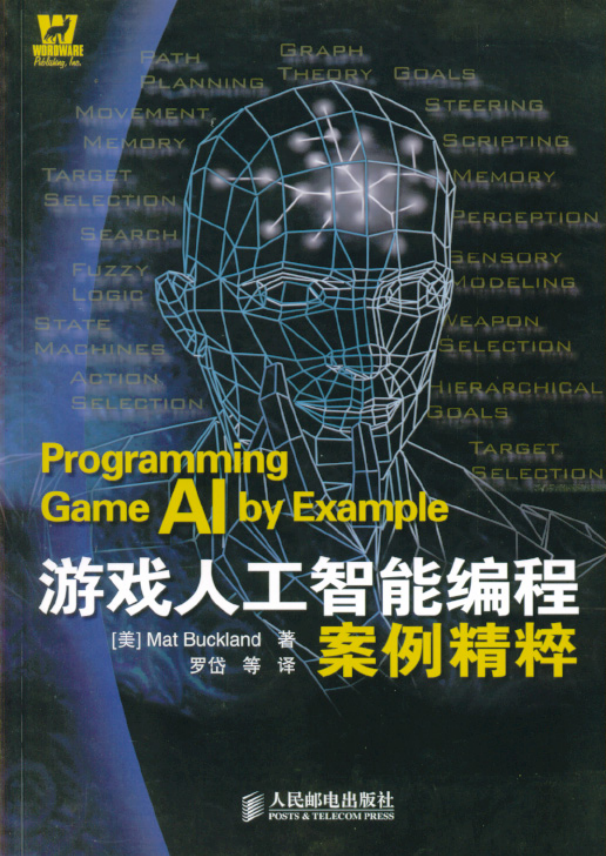 WORDWARE
Publishing, Inc.
PATH
PLANNING
GRAPH
THEORY
GOALS
MOVEMENT,
MEMORY
STEERING
SCRIPTING
TARGET
SELECTION
MEMORY
PERCEPTION
SEARCH
FUZZY
LOGIC
SENSORY
MODELING
STATE
MACHINES
WEAPON
SELECTION
ACTION
SELECTION
HIERARCHICAL
GOALS
TARGET
SELECTION
Programming
Game AI by Example
游戏人工智能编程
案例精粹
[美] Mat Buckland 著
罗岱 等 译
人民邮电出版社
POSTS & TELECOM PRESS